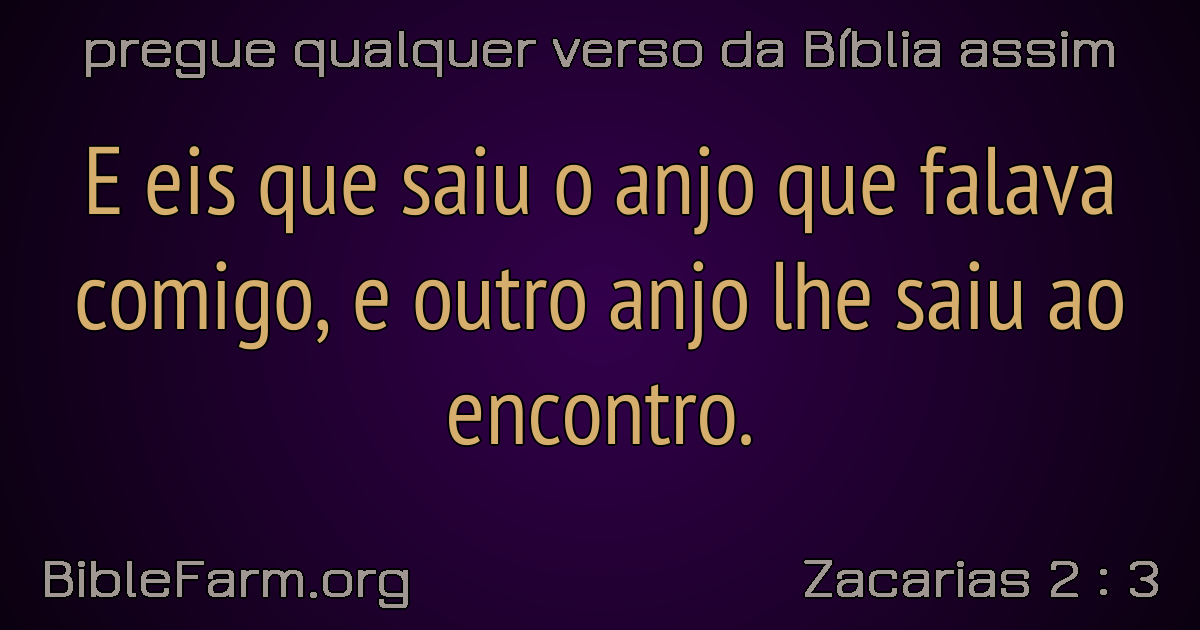 pregue qualquer verso da Bíblia assim
E eis que saiu o anjo que falava
comigo, e outro anjo lhe saiu ao
encontro.
BibleFarm.org
Zacarias 2 : 3